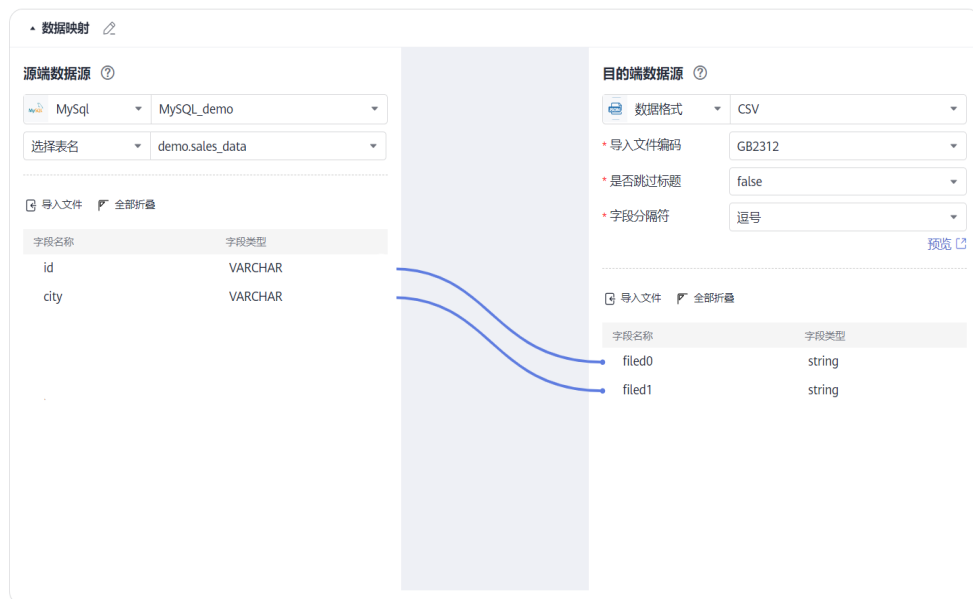 数据映射
源端数据源
MySQL MySql MySQL_demo
选择表名 demo.sales_data
导入文件 全部折叠
字段名称 字段类型
id VARCHAR
city VARCHAR
目的端数据源
数据格式 CSV
*导入文件编码 GB2312
*是否跳过标题 false
*字段分隔符 逗号
预览
导入文件 全部折叠
字段名称 字段类型
filed0 string
filed1 string